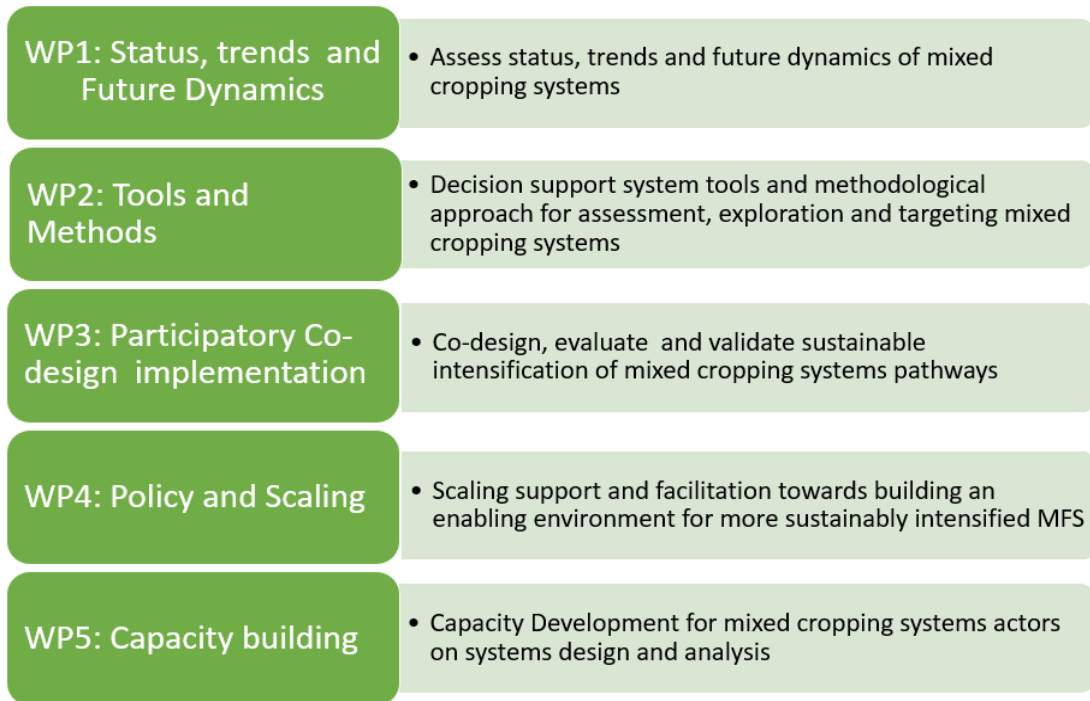 WP1: Status, trends and
Future Dynamics
• Assess status, trends and future dynamics of mixed
cropping systems
WP2: Tools and
Methods
• Decision support system tools and methodological
approach for assessment, exploration and targeting mixed
cropping systems
WP3: Participatory Co-
design implementation
• Co-design, evaluate and validate sustainable
intensification of mixed cropping systems pathways
WP4: Policy and Scaling
• Scaling support and facilitation towards building an
enabling environment for more sustainably intensified MFS
WP5: Capacity building
• Capacity Development for mixed cropping systems actors
on systems design and analysis